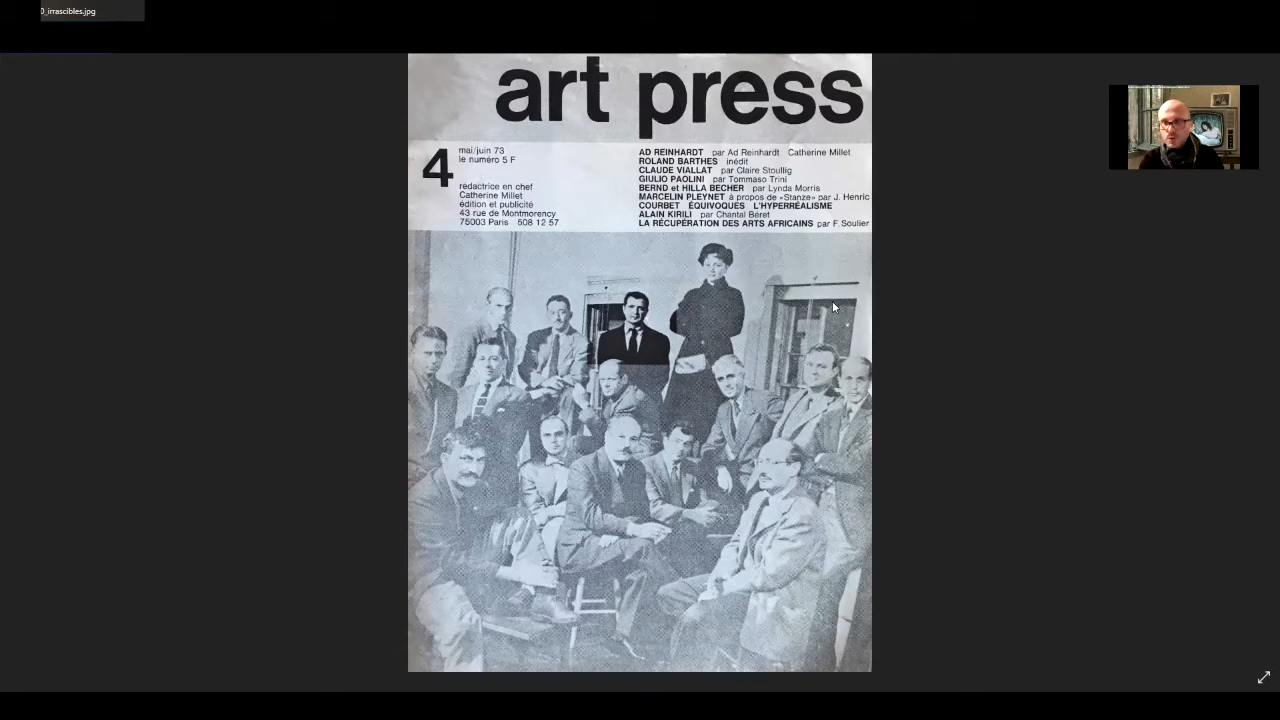 0_irrascibles.jpg
art press
4
mai/juin 73
le numéro 5 F
rédactrice en chef
Catherine Millet
édition et publicité
43 rue de Montmorency
75003 Paris 508 12 57
AD REINHARDT par Ad Reinhardt Catherine Millet
ROLAND BARTHES inédit
CLAUDE VIALLAT par Claire Stoullig
GIULIO PAOLINI par Tommaso Trini
BERND et HILLA BECHER par Lynda Morris
MARCELIN PLEYNET à propos de «Stanze» par J. Henric
COURBET ÉQUIVOQUES L'HYPERRÉALISME
ALAIN KIRILI par Chantal Béret
LA RÉCUPÉRATION DES ARTS AFRICAINS par F. Soulier